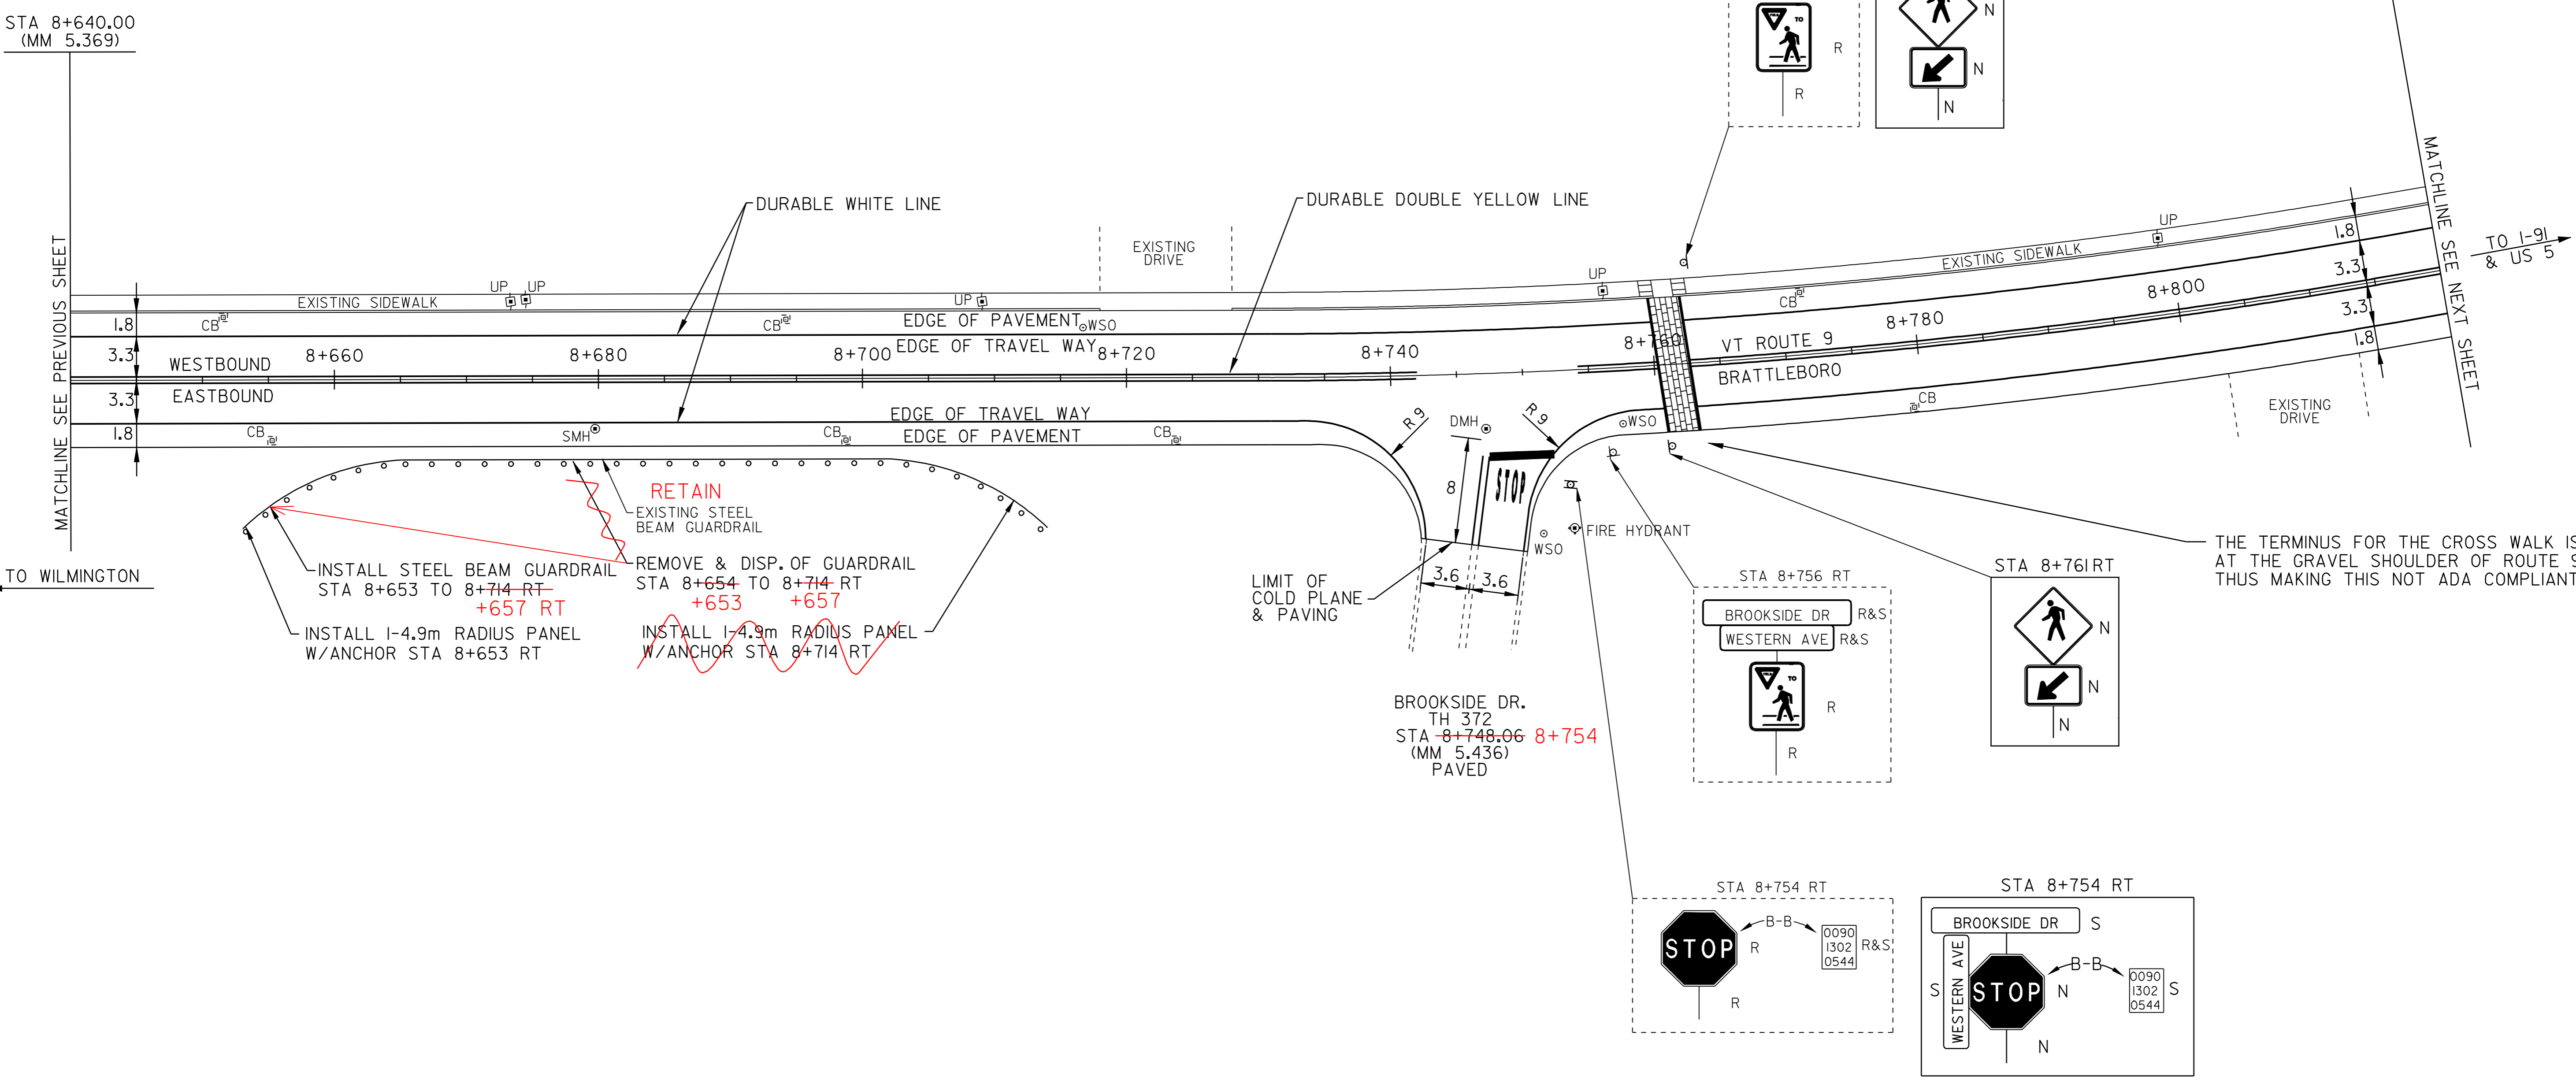 STA 8+640.00
(MM 5.369)
TO
R
R
N
N
N
MATCHLINE SEE PREVIOUS SHEET
DURABLE WHITE LINE
DURABLE DOUBLE YELLOW LINE
EXISTING
DRIVE
EXISTING SIDEWALK
UP
UP
UP
UP
UP
EXISTING SIDEWALK
MATCHLINE SEE NEXT SHEET
TO I-91
& US 5
1.8
3.3
3.3
1.8
CB
CB
EDGE OF PAVEMENT
WSO
CB
1.8
3.3
3.3
1.8
EDGE OF TRAVEL WAY
WESTBOUND
EASTBOUND
8+660
8+680
8+700
8+720
8+740
8+760
8+780
8+800
VT ROUTE 9
BRATTLEBORO
EDGE OF TRAVEL WAY
EDGE OF PAVEMENT
CB
SMH
CB
CB
R 9
DMH
R 9
WSO
CB
EXISTING
DRIVE
8
STOP
RETAIN
EXISTING STEEL
BEAM GUARDRAIL
FIRE HYDRANT
WSO
TO WILMINGTON
INSTALL STEEL BEAM GUARDRAIL
STA 8+653 TO 8+714 RT
+657 RT
REMOVE & DISP. OF GUARDRAIL
STA 8+654 TO 8+714 RT
+653
+657
INSTALL 1-4.9m RADIUS PANEL
W/ANCHOR STA 8+653 RT
INSTALL 1-4.9m RADIUS PANEL
W/ANCHOR STA 8+714 RT
LIMIT OF
COLD PLANE
& PAVING
3.6
3.6
THE TERMINUS FOR THE CROSS WALK IS
AT THE GRAVEL SHOULDER OF ROUTE 9
THUS MAKING THIS NOT ADA COMPLIANT
BROOKSIDE DR.
TH 372
STA 8+748.06 8+754
(MM 5.436)
PAVED
STA 8+756 RT
BROOKSIDE DR R&S
WESTERN AVE R&S
TO
R
R
STA 8+761 RT
N
N
N
STA 8+754 RT
STOP
R
B-B
0090
1302
0544
R&S
R
STA 8+754 RT
BROOKSIDE DR S
WESTERN AVE
S
STOP
N
B-B
0090
1302
0544
S
N